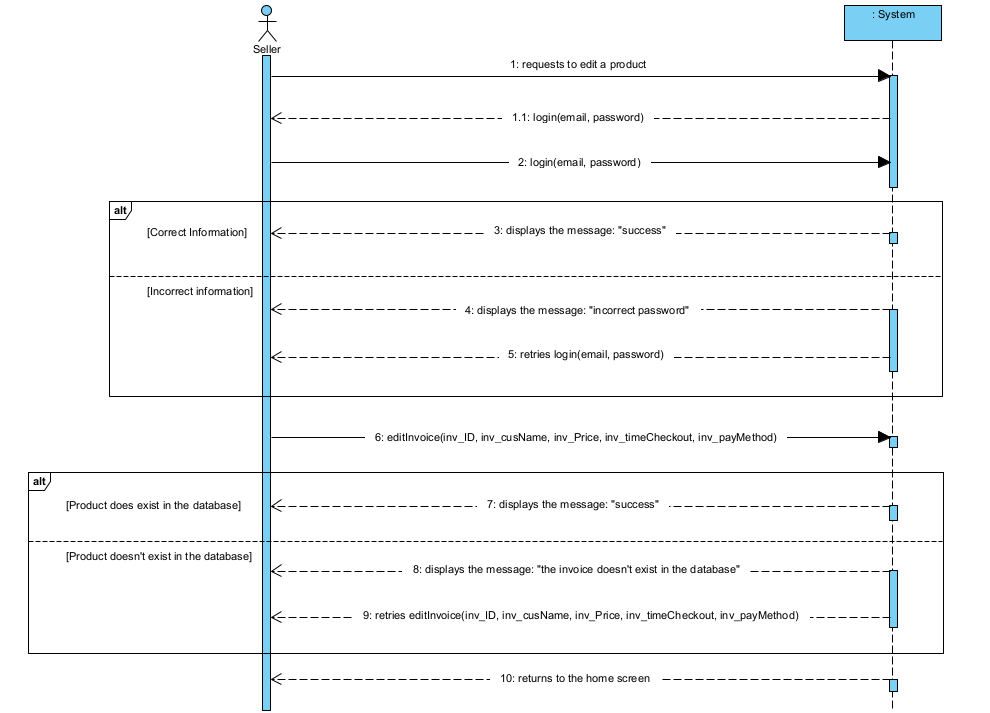 Seller
: System
1: requests to edit a product
1.1: login(email, password)
2: login(email, password)
alt
[Correct Information]
3: displays the message: "success"
[Incorrect information]
4: displays the message: "incorrect password"
5: retries login(email, password)
6: editInvoice(inv_ID, inv_cusName, inv_Price, inv_timeCheckout, inv_payMethod)
alt
[Product does exist in the database]
7: displays the message: "success"
[Product doesn't exist in the database]
8: displays the message: "the invoice doesn't exist in the database"
9: retries editInvoice(inv_ID, inv_cusName, inv_Price, inv_timeCheckout, inv_payMethod)
10: returns to the home screen